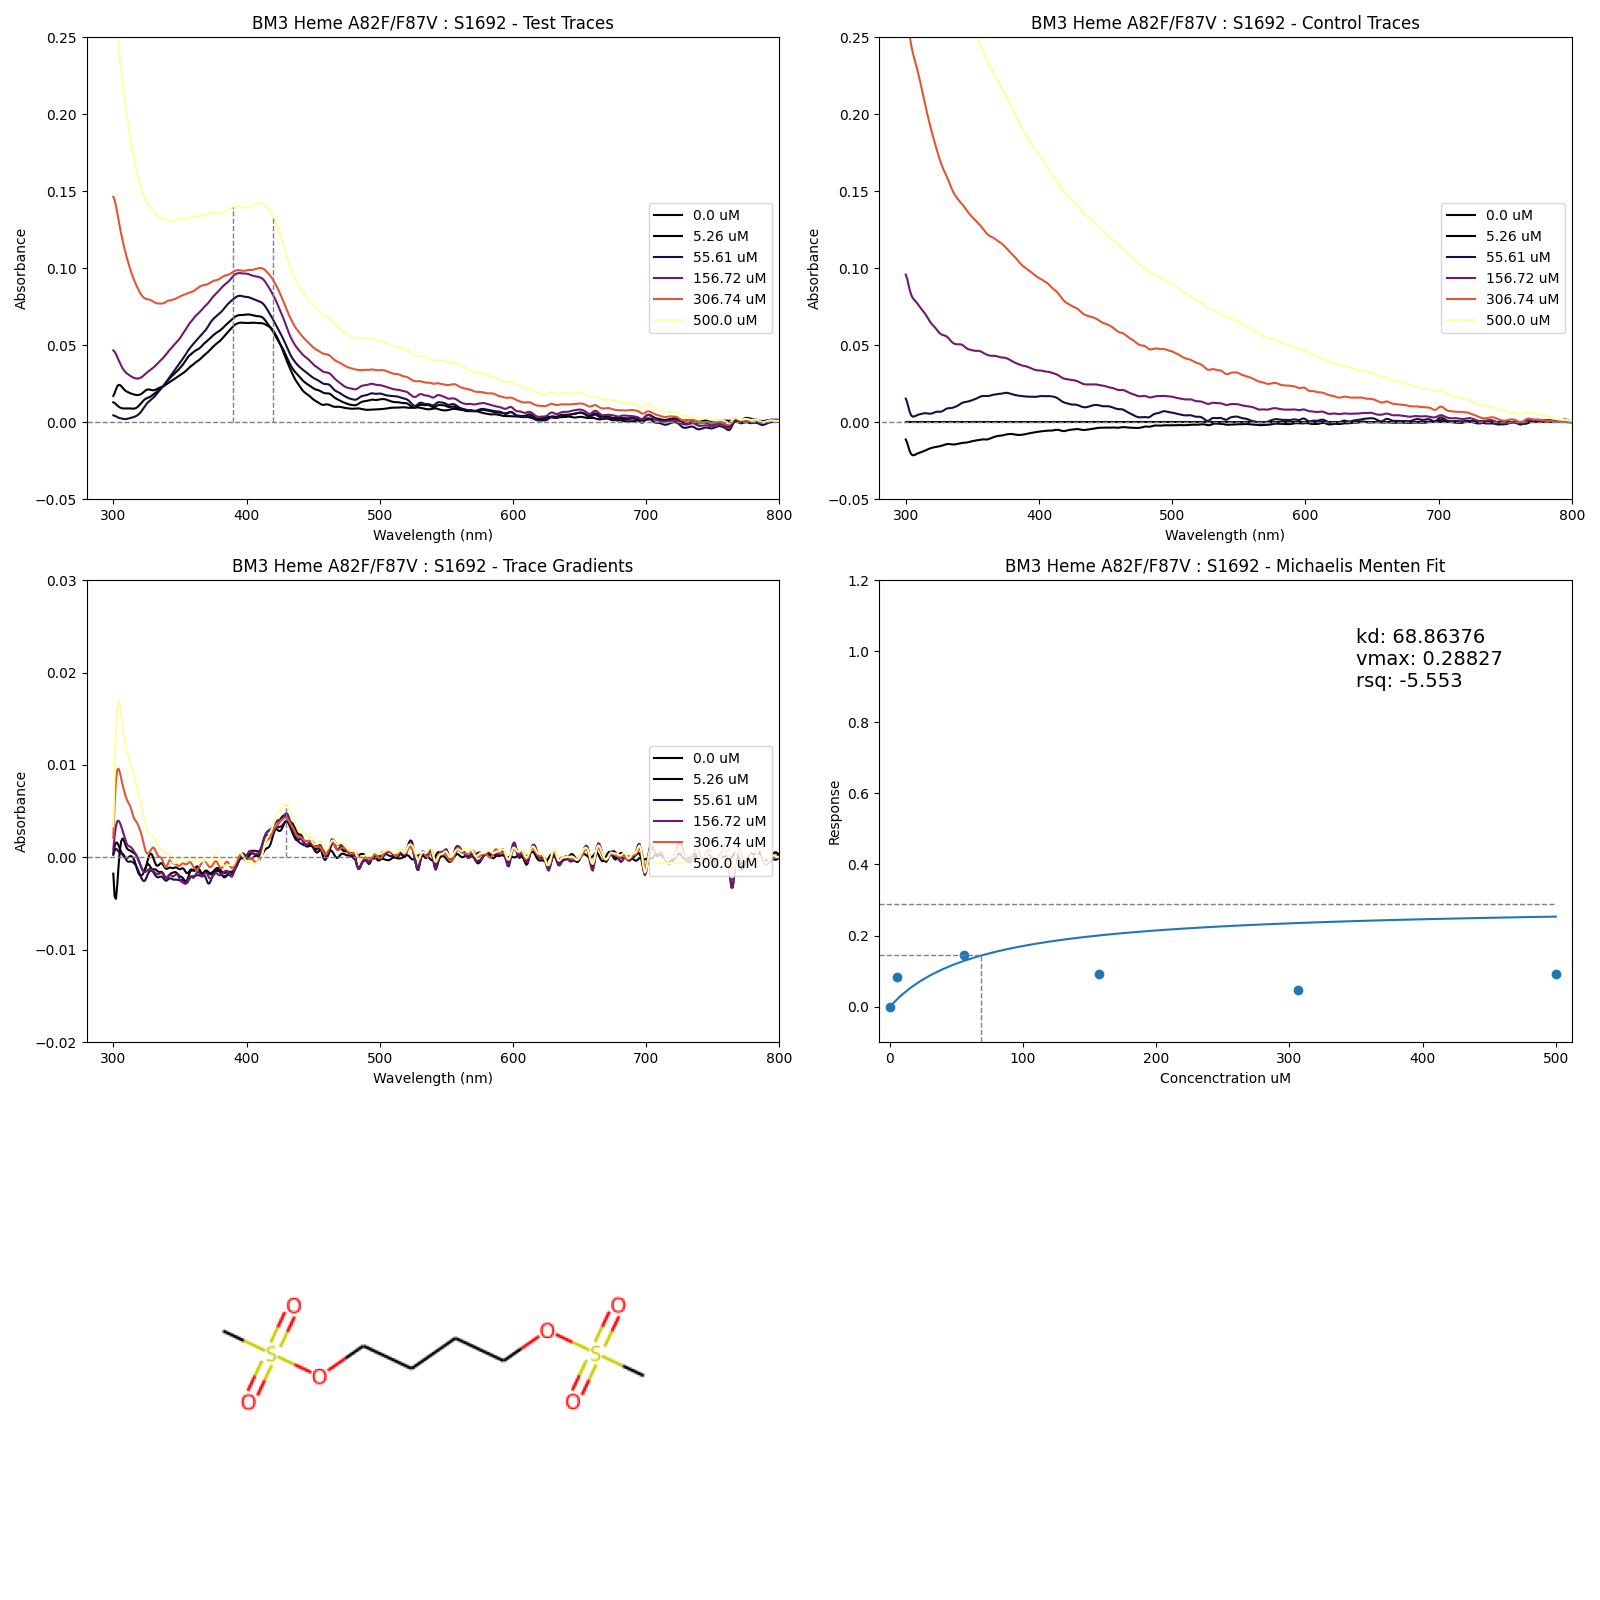 BM3 Heme A82F/F87V : S1692 - Test Traces
0.25
0.20
0.15
0.10
0.05
0.00
−0.05
Absorbance
300
400
500
600
700
800
Wavelength (nm)
0.0 uM
5.26 uM
55.61 uM
156.72 uM
306.74 uM
500.0 uM
BM3 Heme A82F/F87V : S1692 - Control Traces
0.25
0.20
0.15
0.10
0.05
0.00
−0.05
Absorbance
300
400
500
600
700
800
Wavelength (nm)
0.0 uM
5.26 uM
55.61 uM
156.72 uM
306.74 uM
500.0 uM
BM3 Heme A82F/F87V : S1692 - Trace Gradients
0.03
0.02
0.01
0.00
−0.01
−0.02
Absorbance
300
400
500
600
700
800
Wavelength (nm)
0.0 uM
5.26 uM
55.61 uM
156.72 uM
306.74 uM
500.0 uM
BM3 Heme A82F/F87V : S1692 - Michaelis Menten Fit
1.2
1.0
0.8
0.6
0.4
0.2
0.0
Response
0
100
200
300
400
500
Concenctration uM
kd: 68.86376
vmax: 0.28827
rsq: -5.553
O
S
O
O
O
O
S
O